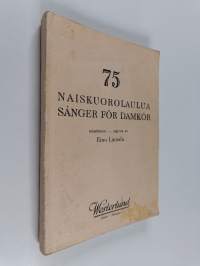 75
NAISKUOROLAULUA
SÅNGER FÖR DAMKÖR
Eino Linnala
Westerlund